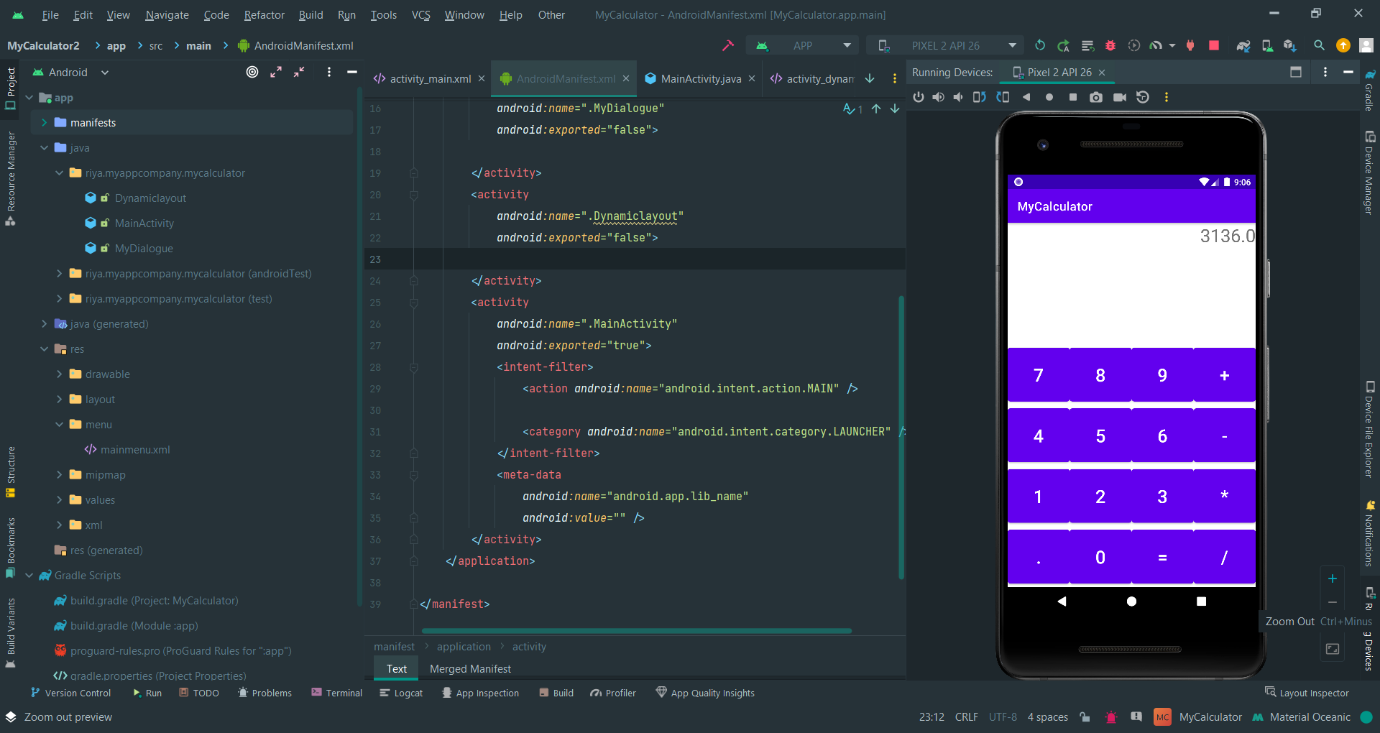 File Edit View Navigate Code Refactor Build Run Tools VCS Window Help Other MyCalculator - AndroidManifest.xml [MyCalculator.app.main]
MyCalculator2 app src main AndroidManifest.xml APP PIXEL 2 API 26
Project
Resource Manager
Structure
Bookmarks
Build Variants
Android
app
manifests
java
riya.myappcompany.mycalculator
Dynamiclayout
MainActivity
MyDialogue
riya.myappcompany.mycalculator (androidTest)
riya.myappcompany.mycalculator (test)
java (generated)
res
drawable
layout
menu
mainmenu.xml
mipmap
values
xml
res (generated)
Gradle Scripts
build.gradle (Project: MyCalculator)
build.gradle (Module :app)
proguard-rules.pro (ProGuard Rules for ":app")
gradle.properties (Project Properties)
activity_main.xml AndroidManifest.xml MainActivity.java activity_dynam
1
16 android:name=".MyDialogue"
17 android:exported="false">
18
19 </activity>
20 <activity
21 android:name=".Dynamiclayout"
22 android:exported="false">
23
24 </activity>
25 <activity
26 android:name=".MainActivity"
27 android:exported="true">
28 <intent-filter>
29 <action android:name="android.intent.action.MAIN" />
30
31 <category android:name="android.intent.category.LAUNCHER" />
32 </intent-filter>
33 <meta-data
34 android:name="android.app.lib_name"
35 android:value="" />
36 </activity>
37 </application>
38
39 </manifest>
manifest application activity
Text Merged Manifest
Running Devices: Pixel 2 API 26
9:06
MyCalculator
3136.0
7 8 9 +
4 5 6 -
1 2 3 *
. 0 = /
Zoom Out Ctrl+Minus
Gradle
Device Manager
Device File Explorer
Notifications
Version Control Run TODO Problems Terminal Logcat App Inspection Build Profiler App Quality Insights Layout Inspector
Zoom out preview 23:12 CRLF UTF-8 4 spaces MC MyCalculator Material Oceanic